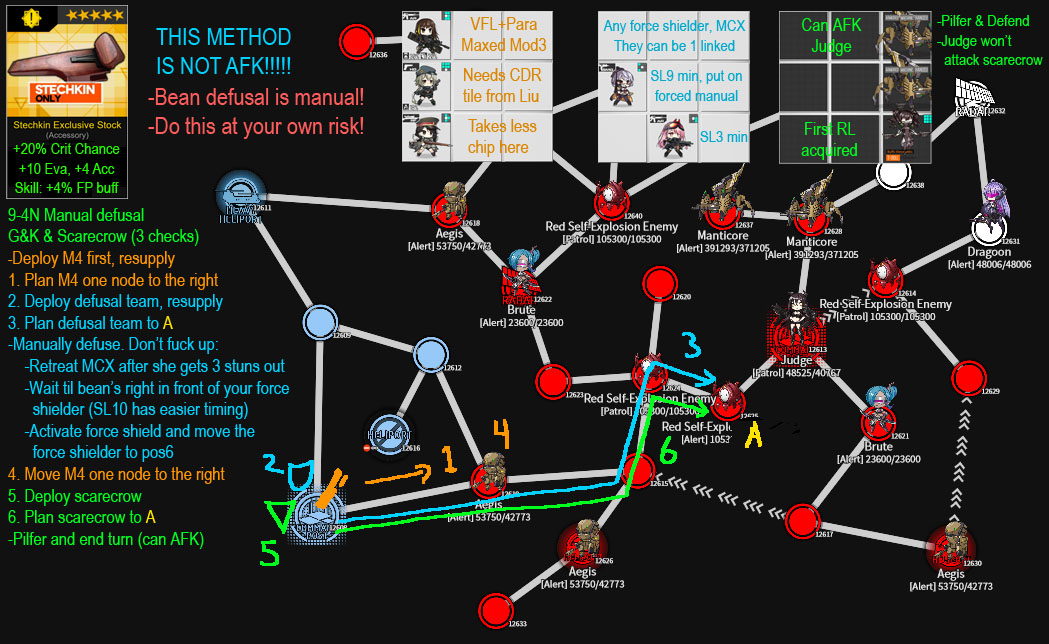 STECHKIN
ONLY
Stechkin Exclusive Stock
(Accessory)
+20% Crit Chance
+10 Eva, +4 Acc
Skill: +4% FP buff
THIS METHOD
IS NOT AFK!!!!!
-Bean defusal is manual!
-Do this at your own risk!
VFL+Para
Maxed Mod3
Needs CDR
tile from Liu
Takes less
chip here
Any force shielder, MCX
They can be 1 linked
SL9 min, put on
forced manual
SL3 min
Can AFK
Judge
First RL
acquired
-Pilfer & Defend
-Judge won't
attack scarecrow
9-4N Manual defusal
G&K & Scarecrow (3 checks)
-Deploy M4 first, resupply
1. Plan M4 one node to the right
2. Deploy defusal team, resupply
3. Plan defusal team to A
-Manually defuse. Don't fuck up:
-Retreat MCX after she gets 3 stuns out
-Wait til bean's right in front of your force
shielder (SL10 has easier timing)
-Activate force shield and move the
force shielder to pos6
4. Move M4 one node to the right
5. Deploy scarecrow
6. Plan scarecrow to A
-Pilfer and end turn (can AFK)
12636
RADAR
12632
12638
HEAVY
HELIPORT
12611
12618
Aegis
[Alert] 53750/42773
12640
Red Self-Explosion Enemy
[Patrol] 105300/105300
12637
Manticore
[Alert] 391293/371205
12628
Manticore
[Alert] 391293/371205
12631
Dragoon
[Alert] 48006/48006
RADAR
12622
Brute
[Alert] 23600/23600
12620
12614
Red Self-Explosion Enemy
[Patrol] 105300/105300
12609
12612
12613
Judge
[Patrol] 48525/40767
12623
12624
Red Self-Explosion Enemy
3
12629
Red Self-Expl
[Alert] 1053
A
12621
Brute
[Alert] 23600/23600
HELIPORT
12616
4
1
2
6
12615
Aegis
[Alert] 53750/42773
COMMAND
POST
12608
5
12617
12626
Aegis
[Alert] 53750/42773
12630
Aegis
[Alert] 53750/42773
12633